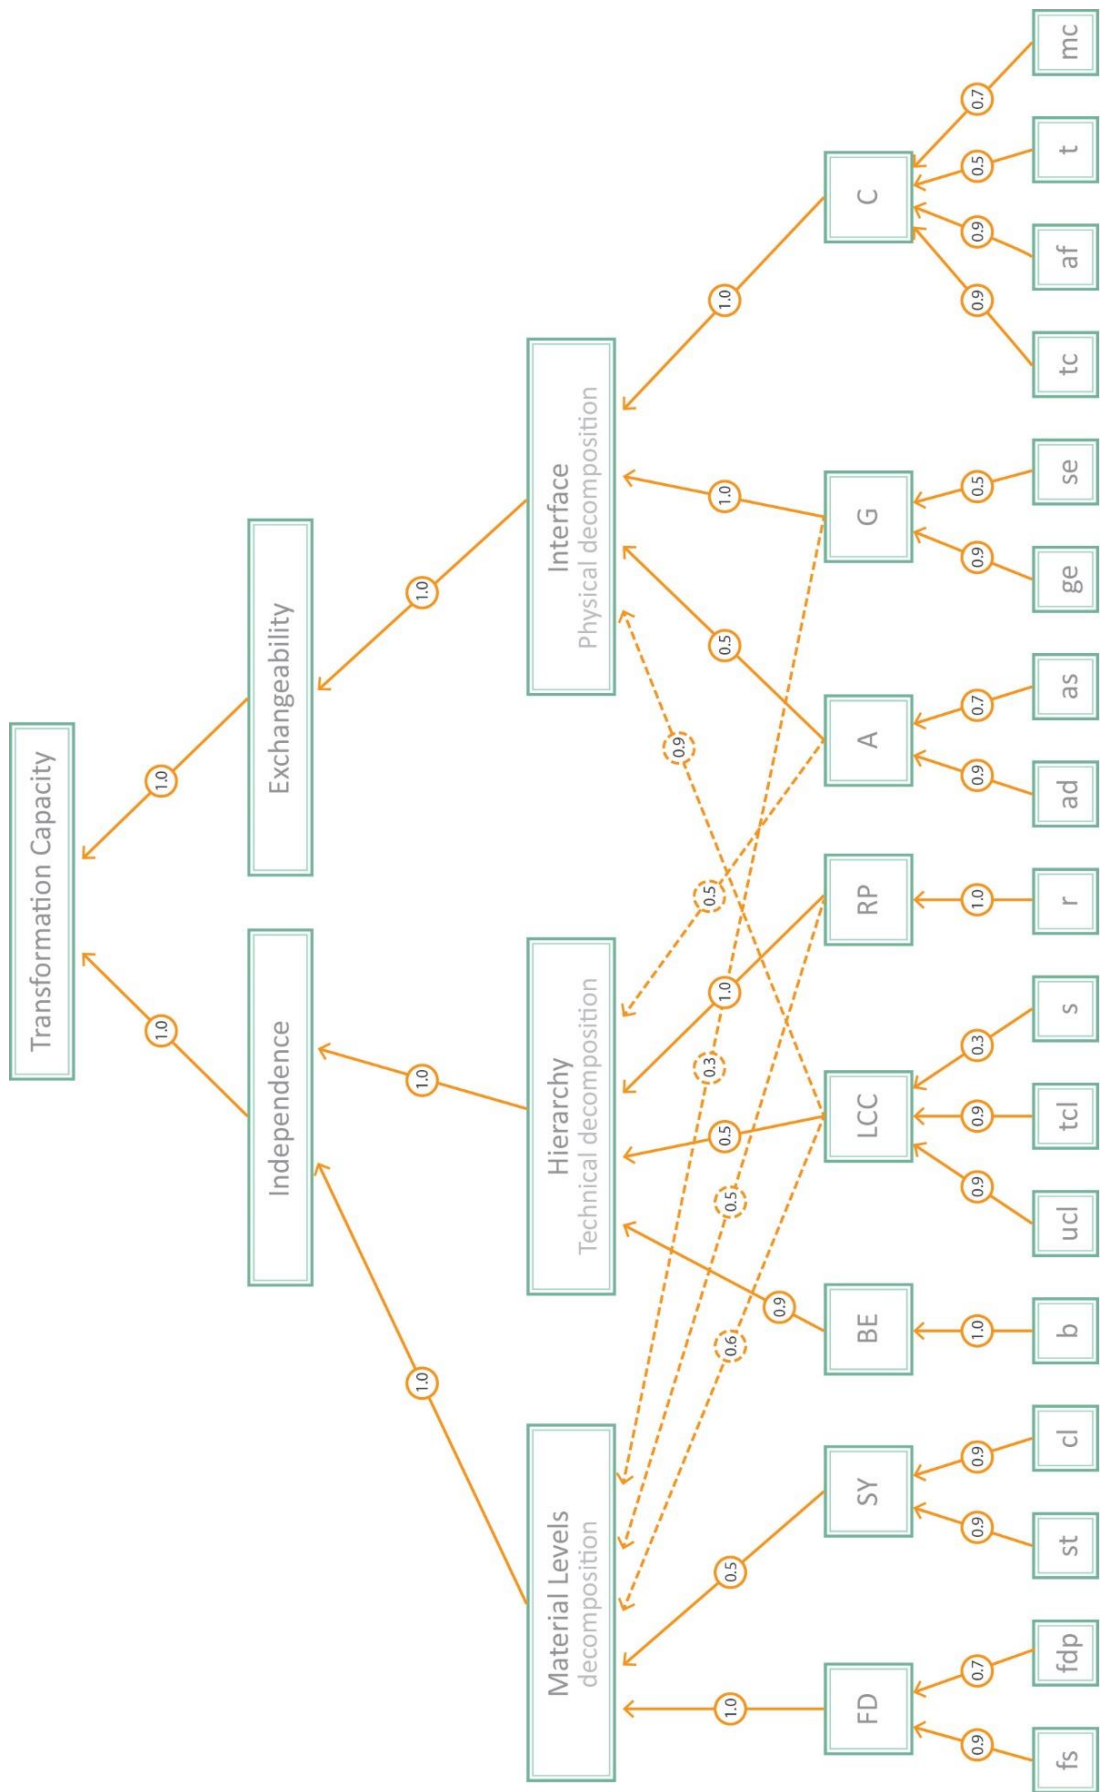 Transformation Capacity
1.0
1.0
Independence
Exchangeability
1.0
1.0
1.0
Material Levels
decomposition
Hierarchy
Technical decomposition
Interface
Physical decomposition
1.0
0.5
0.6
0.5
0.3
0.9
0.5
1.0
0.5
0.9
0.5
1.0
1.0
FD
SY
BE
LCC
RP
A
G
C
0.9
0.7
0.9
0.9
1.0
0.9
0.9
0.3
1.0
0.9
0.7
0.9
0.5
0.9
0.9
0.5
0.7
fs
fdp
st
cl
b
ucl
tcl
s
r
ad
as
ge
se
tc
af
t
mc